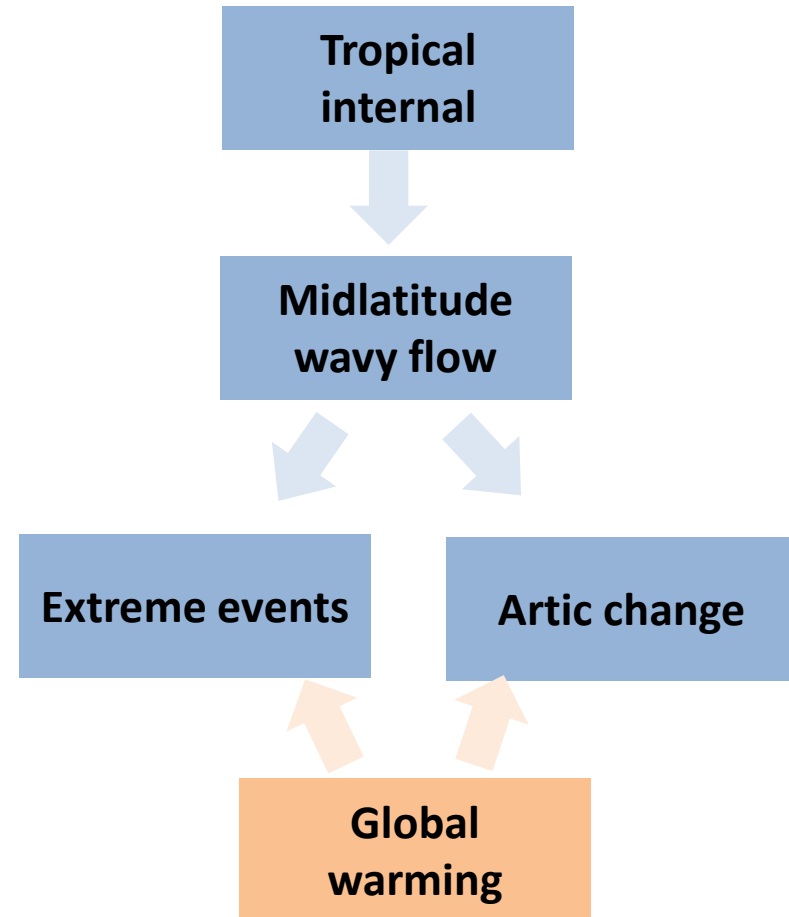 Tropical
internal
Midlatitude
wavy flow
Extreme events
Artic change
Global
warming